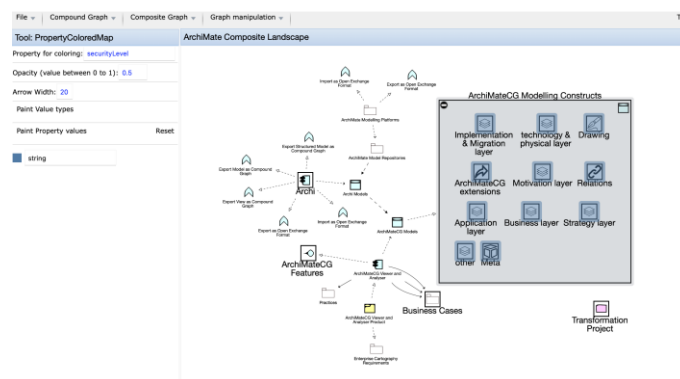 File
Compound Graph
Composite Graph
Graph manipulation
T
Tool: PropertyColoredMap
ArchiMate Composite Landscape
Property for coloring: securityLevel
Opacity (value between 0 to 1): 0.5
Arrow Width: 20
Paint Value types
Paint Property values
Reset
string
Import as Open Exchange
Format
Export as Open Exchange
Format
ArchiMate Modelling Platforms
Export Structured Model as
Compound Graph
ArchiMate Model Repositories
Export Model as Compound
Graph
Archi
Archi Models
Export View as Compound
Graph
Export as Open Exchange
Format
Import as Open Exchange
Format
ArchiMateCG Models
ArchiMateCG
Features
ArchiMateCG Viewer and
Analyser
Practices
Business Cases
ArchiMateCG Viewer and
Analyser Product
Enterprise Cartography
Requirements
ArchiMateCG Modelling Constructs
Implementation
& Migration
layer
technology &
physical layer
Drawing
ArchiMateCG
extensions
Motivation layer
Relations
Application
layer
Business layer
Strategy layer
other
Meta
Transformation
Project